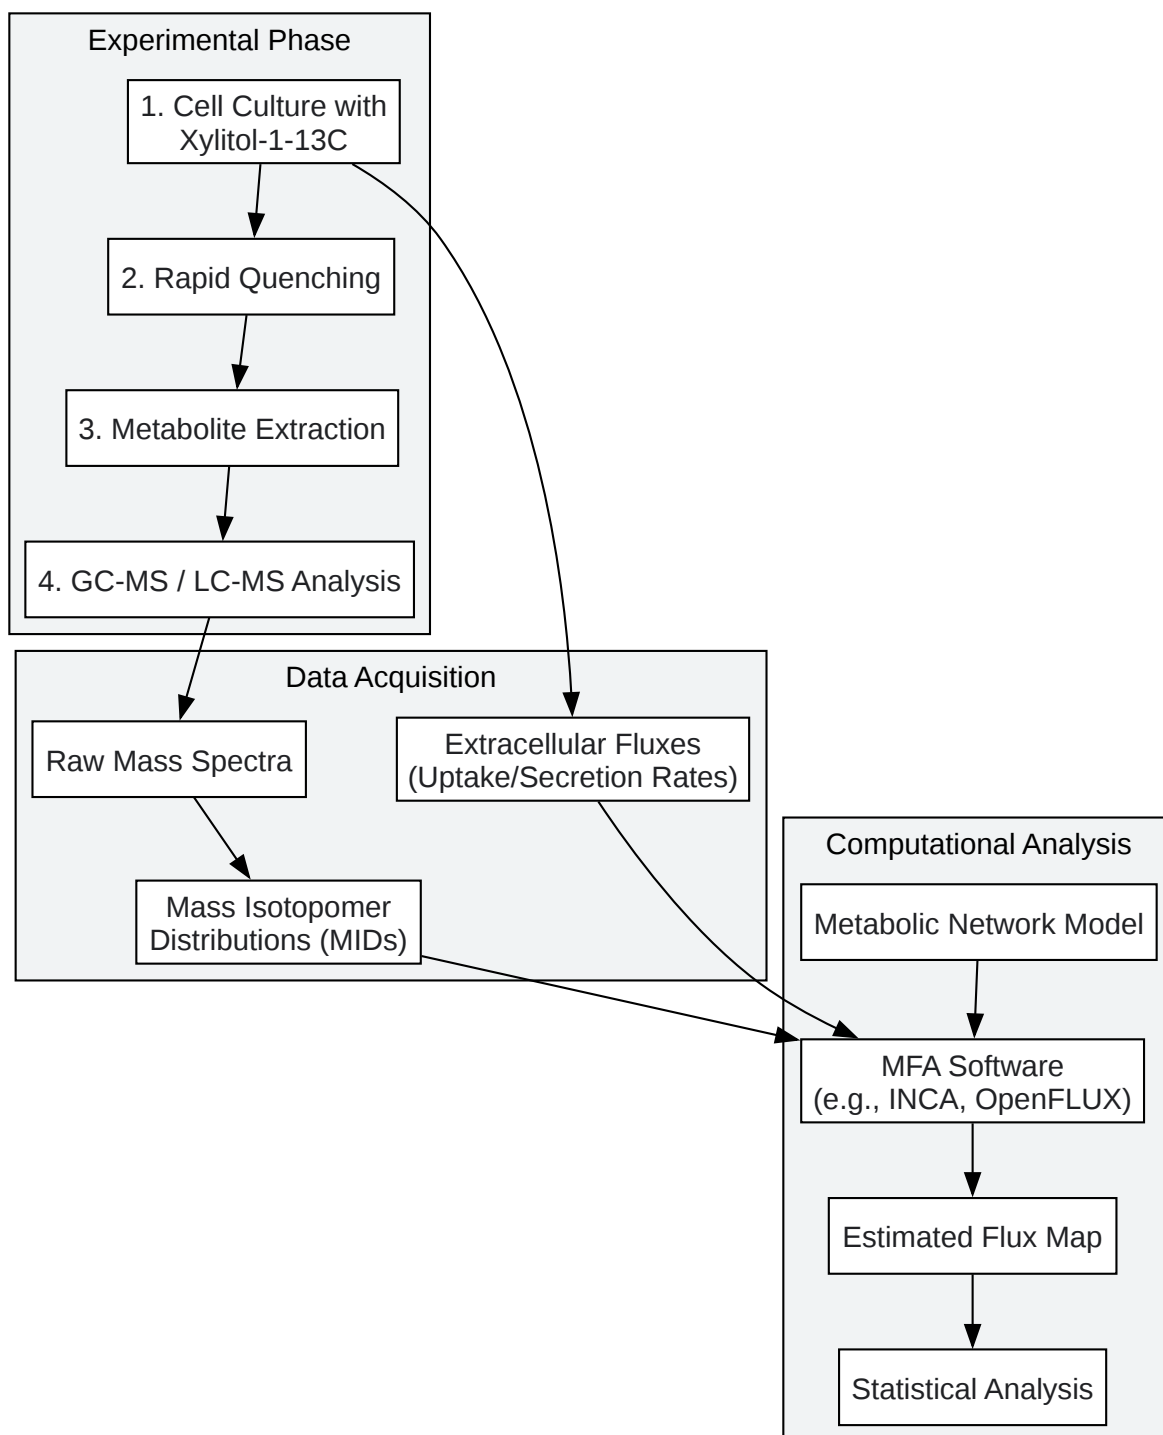 Experimental Phase
1. Cell Culture with
Xylitol-1-13C
2. Rapid Quenching
3. Metabolite Extraction
4. GC-MS / LC-MS Analysis
Data Acquisition
Raw Mass Spectra
Extracellular Fluxes
(Uptake/Secretion Rates)
Mass Isotopomer
Distributions (MIDs)
Computational Analysis
Metabolic Network Model
MFA Software
(e.g., INCA, OpenFLUX)
Estimated Flux Map
Statistical Analysis